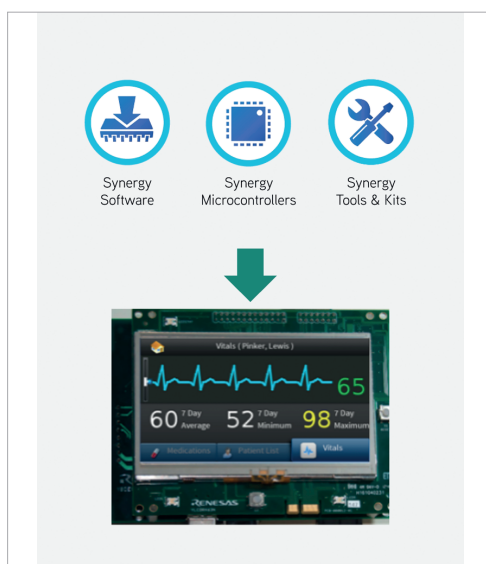 Synergy
Software
Synergy
Microcontrollers
Synergy
Tools & Kits
Vitals ( Pinker, Lewis )
65
60 7 Day Average
52 7 Day Minimum
98 7 Day Maximum
Medications
Patient List
Vitals
RENESAS